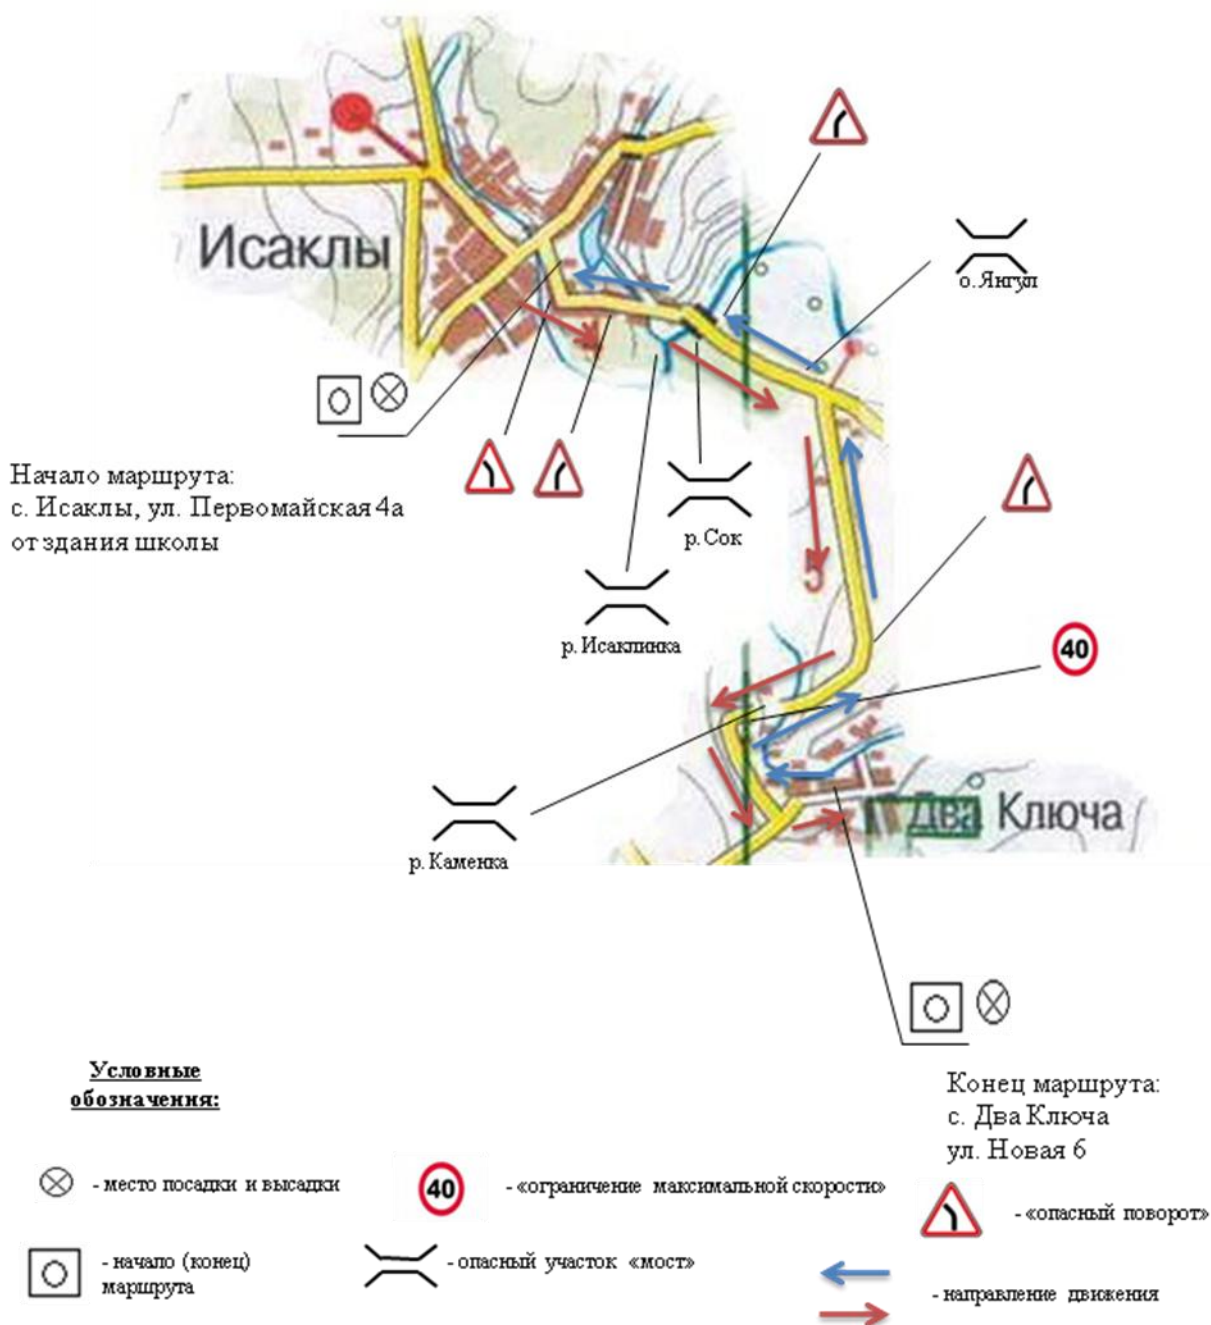 Исаклы
о. Янгул
Начало маршрута:
с. Исаклы, ул. Первомайская 4а
от здания школы
р. Сок
5
р. Исаклинка
40
Два Ключа
р. Каменка
Конец маршрута:
с. Два Ключа
ул. Новая 6
Условные
обозначения:
- место посадки и высадки
40
- «ограничение максимальной скорости»
- «опасный поворот»
- начало (конец)
маршрута
- опасный участок «мост»
- направление движения